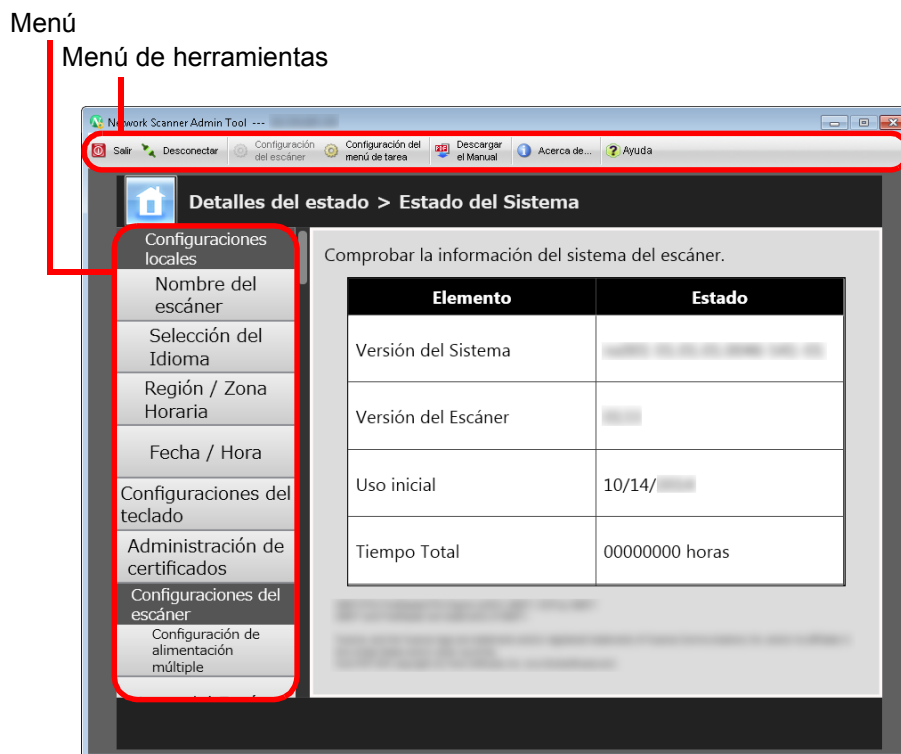 Menú
Menú de herramientas
Network Scanner Admin Tool ---
Salir
Desconectar
Configuración
del escáner
Configuración del
menú de tarea
Descargar
el Manual
Acerca de...
Ayuda
Detalles del estado > Estado del Sistema
Configuraciones
locales
Nombre del
escáner
Selección del
Idioma
Región / Zona
Horaria
Fecha / Hora
Configuraciones del
teclado
Administración de
certificados
Configuraciones del
escáner
Configuración de
alimentación
múltiple
Comprobar la información del sistema del escáner.
Elemento Estado
Versión del Sistema
Versión del Escáner
Uso inicial 10/14/
Tiempo Total 00000000 horas